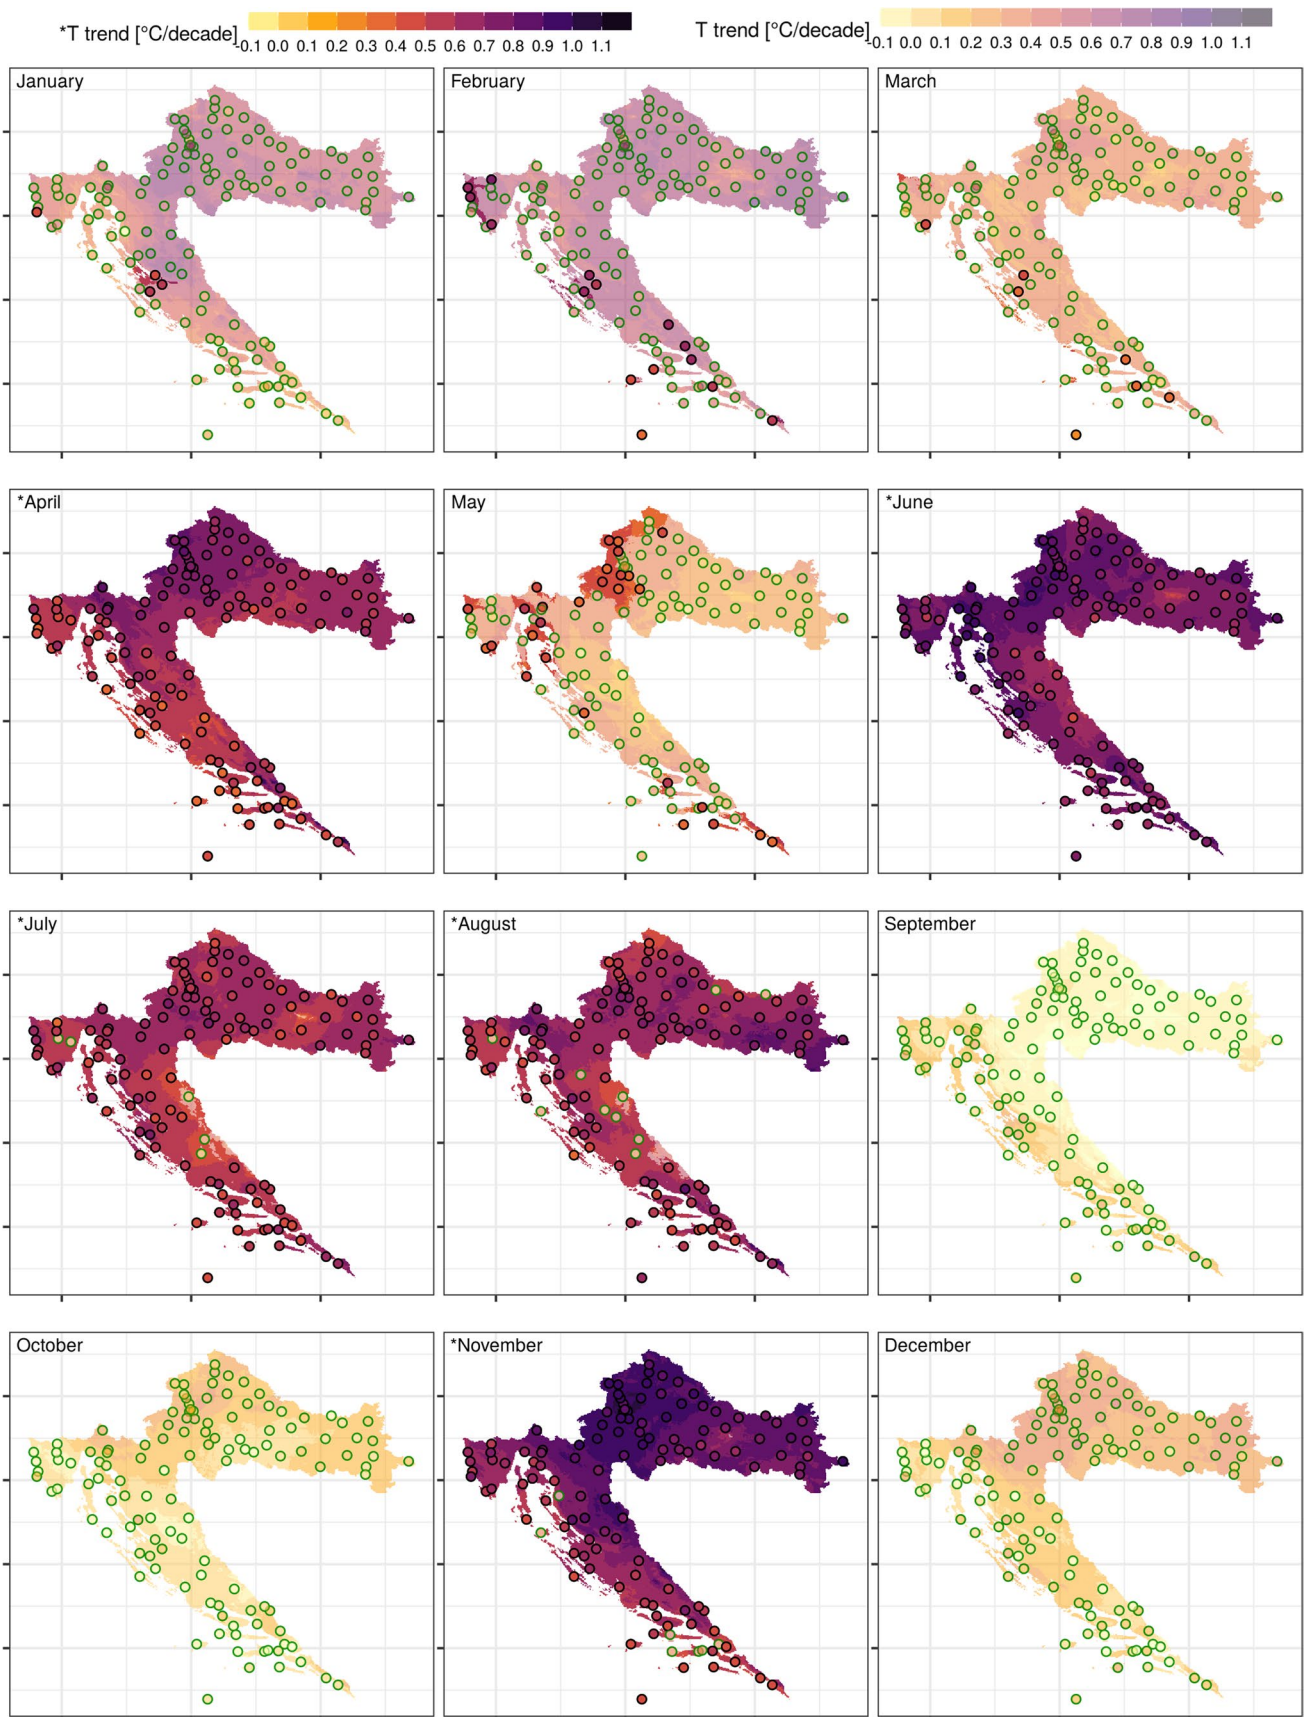 *T trend [°C/decade]
-0.1 0.0 0.1 0.2 0.3 0.4 0.5 0.6 0.7 0.8 0.9 1.0 1.1
T trend [°C/decade]
-0.1 0.0 0.1 0.2 0.3 0.4 0.5 0.6 0.7 0.8 0.9 1.0 1.1
January
February
March
*April
May
*June
*July
*August
September
October
*November
December